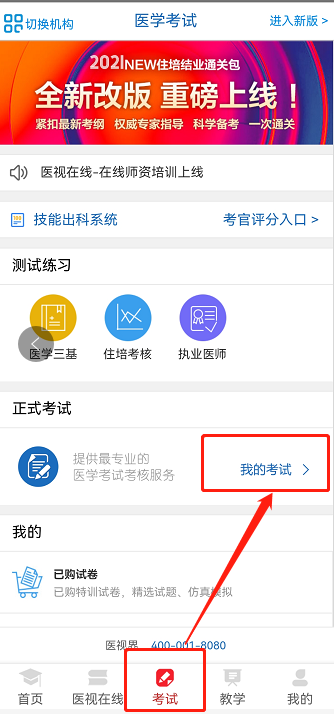 切换机构
医学考试
进入新版 >
2021NEW住培结业通关包
全新改版 重磅上线！
紧扣最新考纲 权威专家指导 科学备考 一次通关
医视在线-在线师资培训上线
技能出科系统
考官评分入口 >
测试练习
医学三基
住培考核
执业医师
正式考试
提供最专业的
医学考试考核服务
我的考试 >
我的
已购试卷
已购特训试卷，精选试题、仿真模拟
医视界 400-001-8080
首页
医视在线
考试
教学
我的